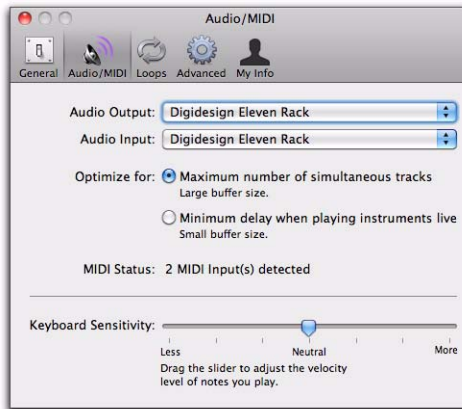 Audio/MIDI
General Audio/MIDI Loops Advanced My Info
Audio Output: Digidesign Eleven Rack
Audio Input: Digidesign Eleven Rack
Optimize for: Maximum number of simultaneous tracks
Large buffer size.
Minimum delay when playing instruments live
Small buffer size.
MIDI Status: 2 MIDI Input(s) detected
Keyboard Sensitivity:
Less Neutral More
Drag the slider to adjust the velocity
level of notes you play.